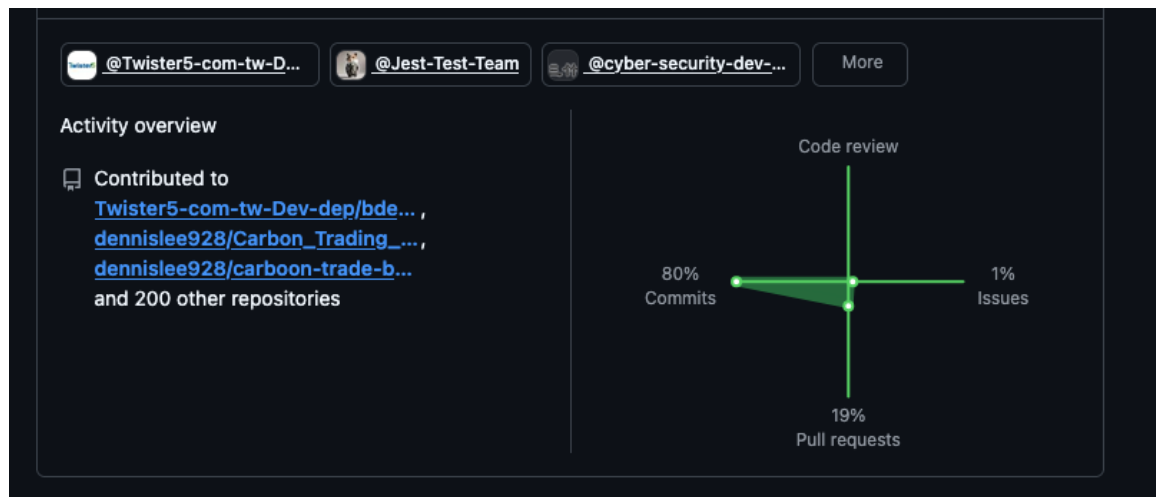 @Twister5-com-tw-D...
@Jest-Test-Team
@cyber-security-dev-...
More
Activity overview
Contributed to
Twister5-com-tw-Dev-dep/bde... ,
dennislee928/Carbon_Trading_... ,
dennislee928/carboon-trade-b...
and 200 other repositories
Code review
80%
Commits
1%
Issues
19%
Pull requests